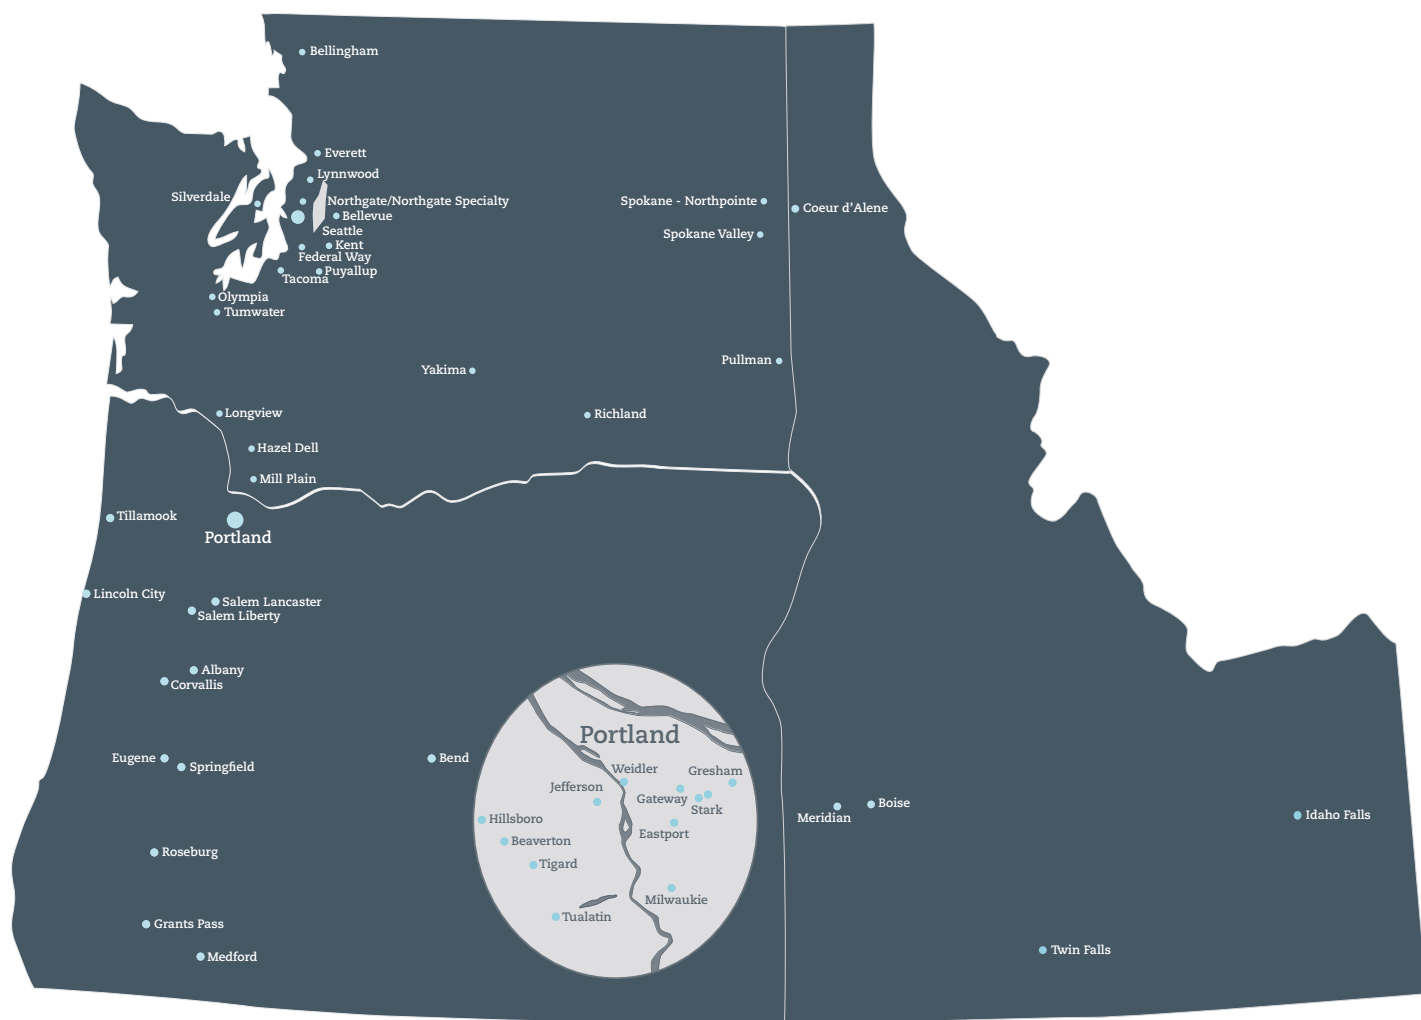 Bellingham
Everett
Lynnwood
Silverdale
Northgate/Northgate Specialty
Spokane - Northpointe
Coeur d’Alene
Bellevue
Seattle
Spokane Valley
Kent
Federal Way
Puyallup
Tacoma
Olympia
Tumwater
Pullman
Yakima
Longview
Richland
Hazel Dell
Mill Plain
Tillamook
Portland
Lincoln City
Salem Lancaster
Salem Liberty
Albany
Corvallis
Portland
Eugene
Springfield
Bend
Weidler
Gresham
Jefferson
Gateway
Stark
Boise
Meridian
Idaho Falls
Hillsboro
Eastport
Beaverton
Roseburg
Tigard
Milwaukie
Tualatin
Grants Pass
Twin Falls
Medford